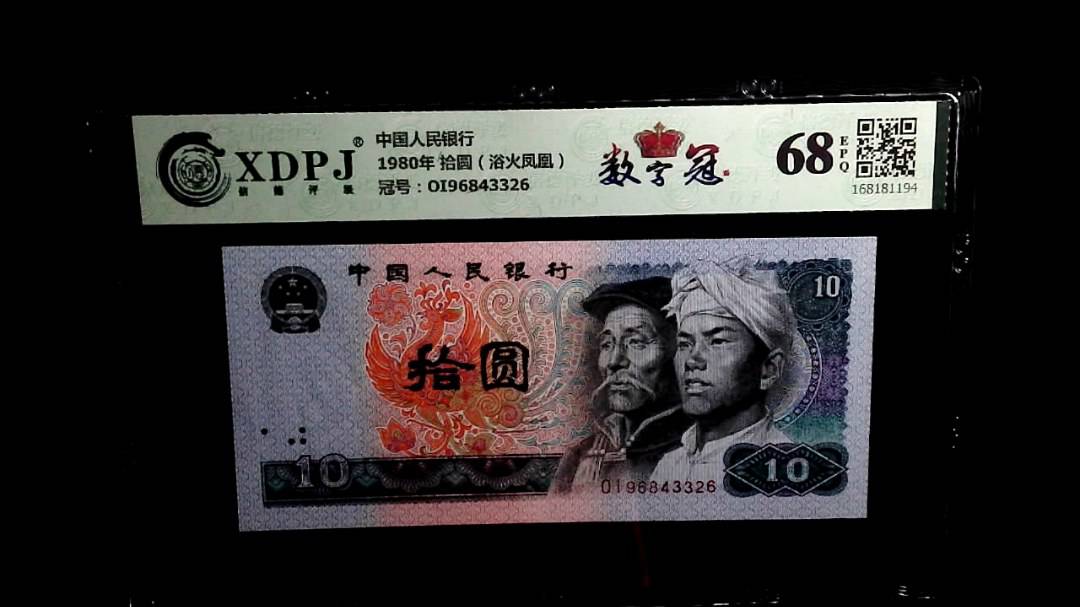 XDPJ®
信德评级
中国人民银行
1980年 拾圆（浴火凤凰）
冠号：OI96843326
数字冠
68
EPQ
168181194
中国人民银行
10
拾圆
10
OI96843326
10